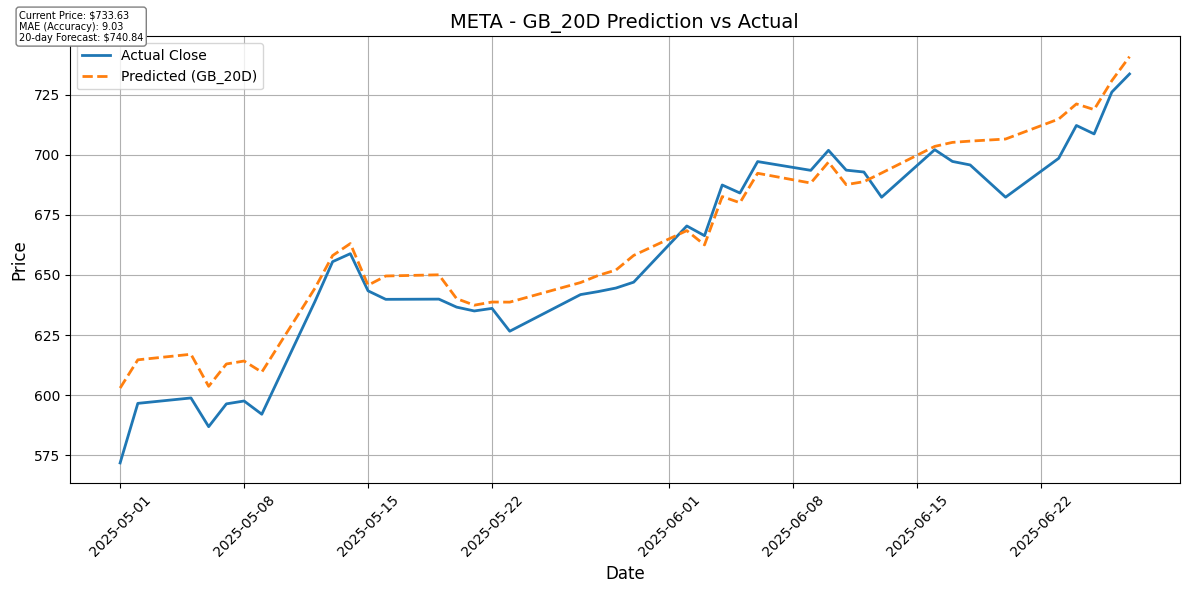 META - GB_20D Prediction vs Actual
Current Price: $733.63
MAE (Accuracy): 9.03
20-day Forecast: $740.84
Actual Close
Predicted (GB_20D)
Price
725
700
675
650
625
600
575
2025-05-01
2025-05-08
2025-05-15
2025-05-22
2025-06-01
2025-06-08
2025-06-15
2025-06-22
Date